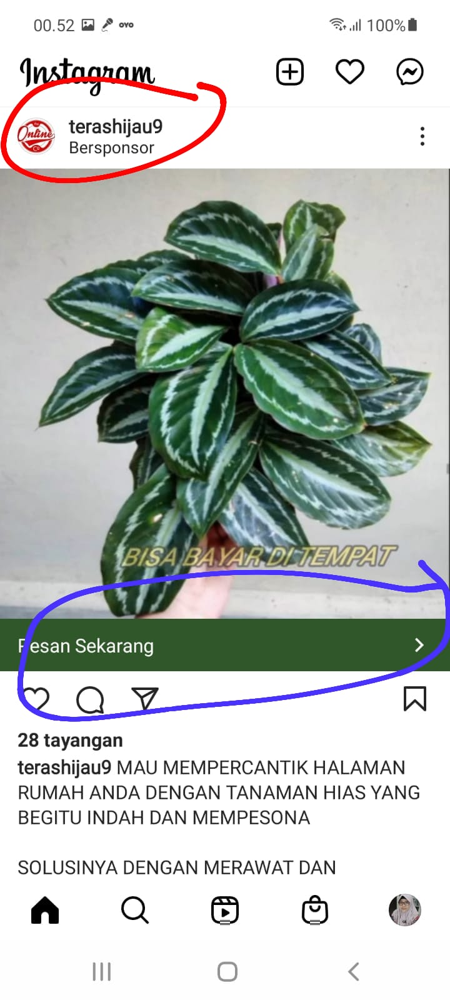 00.52 OVO 100%
Instagram
Online
CO
terashijau9
Bersponsor
BISA BAYAR DI TEMPAT
Pesan Sekarang
28 tayangan
terashijau9 MAU MEMPERCANTIK HALAMAN
RUMAH ANDA DENGAN TANAMAN HIAS YANG
BEGITU INDAH DAN MEMPESONA
SOLUSINYA DENGAN MERAWAT DAN